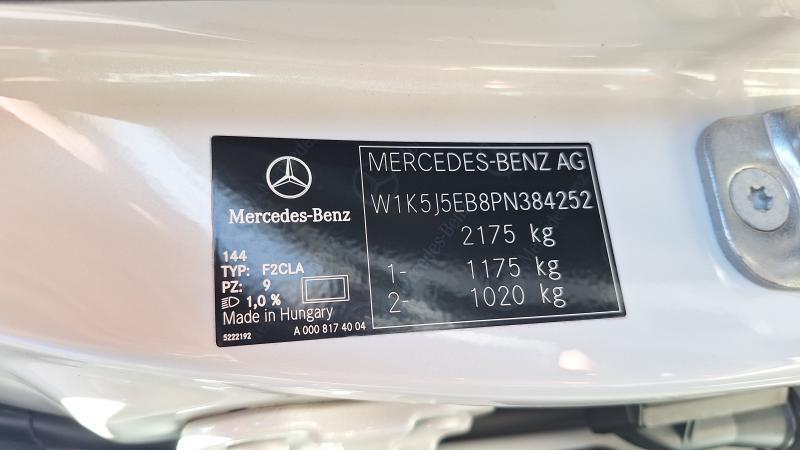 Mercedes-Benz
144
TYP: F2CLA
PZ: 9
1,0 %
Made in Hungary
5222192 A 000 817 40 04
MERCEDES-BENZ AG
W1K5J5EB8PN384252
2175 kg
1- 1175 kg
2- 1020 kg